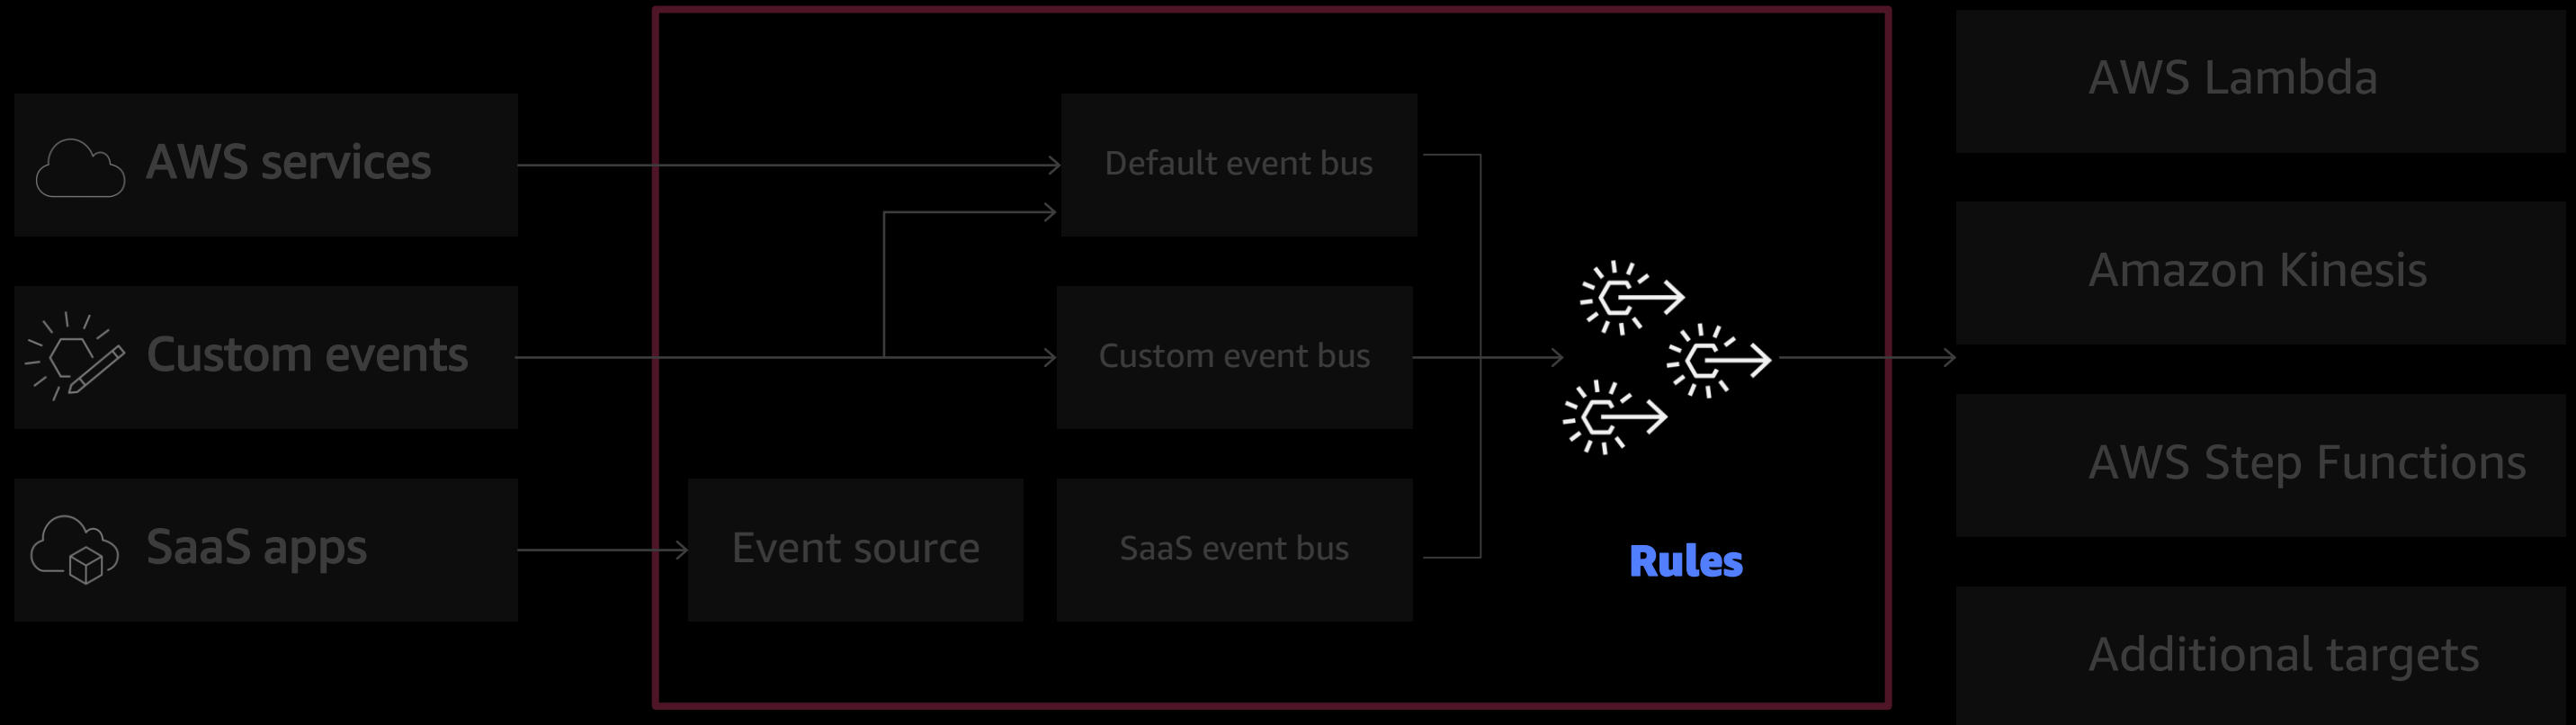 AWS services
Custom events
SaaS apps
Event source
Default event bus
Custom event bus
SaaS event bus
Rules
AWS Lambda
Amazon Kinesis
AWS Step Functions
Additional targets